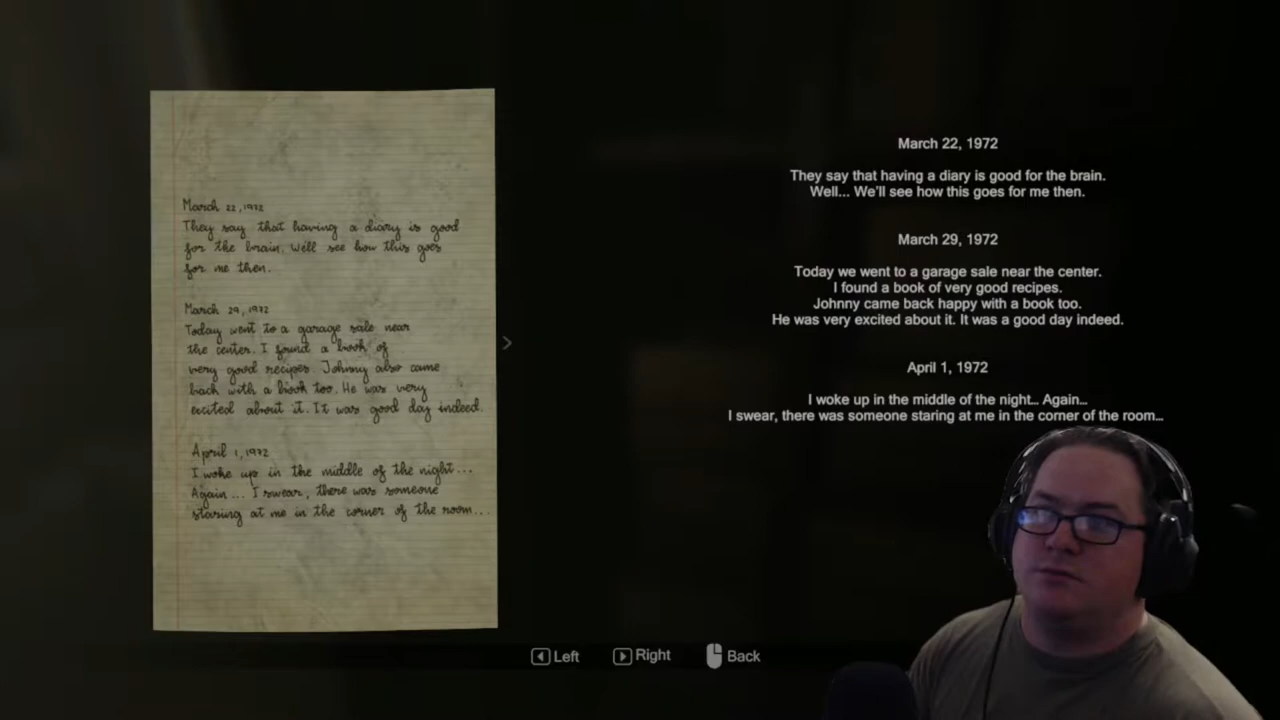 March 22, 1972
They say that having a diary is good
for the brain. We'll see how this goes
for me then.
March 29, 1972
Today went to a garage sale near
the center. I found a book of
very good recipes. Johnny also came
back with a book too. He was very
excited about it. It was good day indeed.
April 1, 1972
I woke up in the middle of the night...
Again... I swear, there was someone
staring at me in the corner of the room...
March 22, 1972
They say that having a diary is good for the brain.
Well... We'll see how this goes for me then.
March 29, 1972
Today we went to a garage sale near the center.
I found a book of very good recipes.
Johnny came back happy with a book too.
He was very excited about it. It was a good day indeed.
April 1, 1972
I woke up in the middle of the night... Again...
I swear, there was someone staring at me in the corner of the room...
Left Right Back